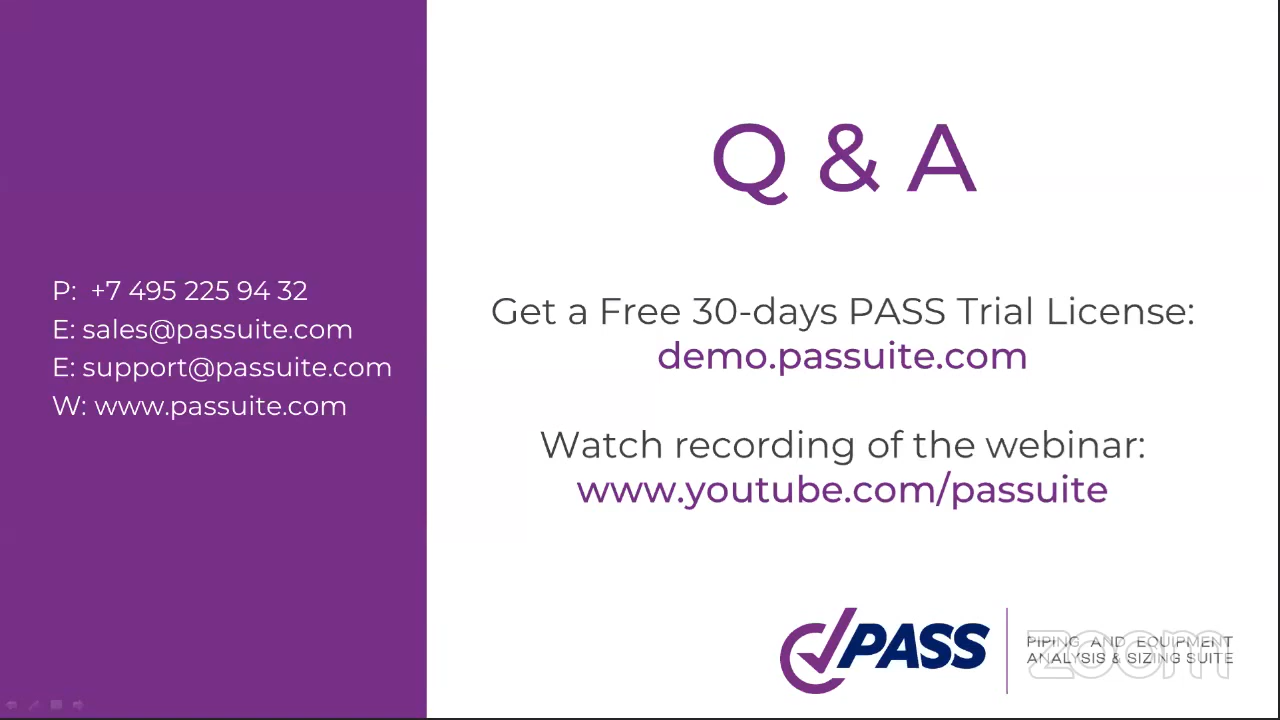 P: +7 495 225 94 32
E: sales@passuite.com
E: support@passuite.com
W: www.passuite.com
Q & A
Get a Free 30-days PASS Trial License:
demo.passuite.com
Watch recording of the webinar:
www.youtube.com/passuite
PASS
PIPING AND EQUIPMENT
ANALYSIS & SIZING SUITE
zoom